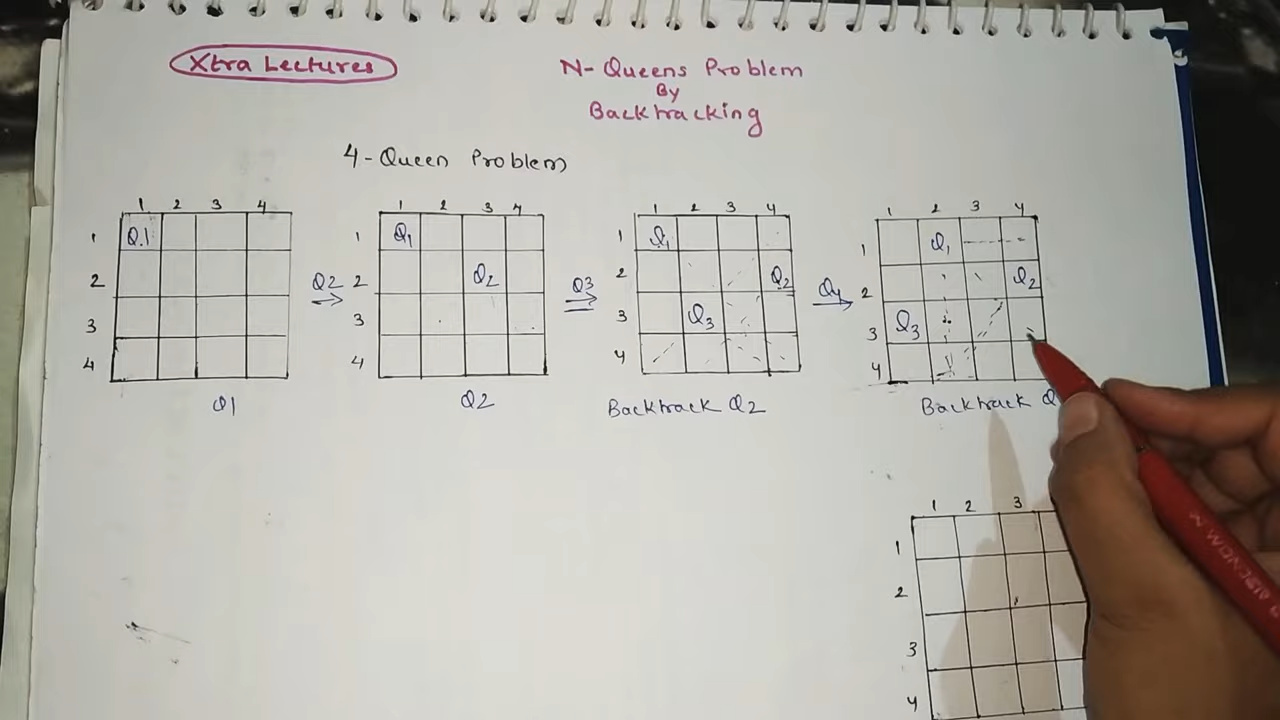 Xtra Lectures
N-Queens Problem
By
Backtracking
4-Queen Problem
1 2 3 4
1 Q.1
2
3
4
Q1
Q2
1 2 3 4
1 Q1
2 Q2
3
4
Q2
Q3
1 2 3 4
1 Q1
2 Q2
3 Q3
4
Backtrack Q2
Q4
1 2 3 4
1 Q1
2 Q2
3 Q3
4
Backtrack Q
1 2 3
1
2
3
4